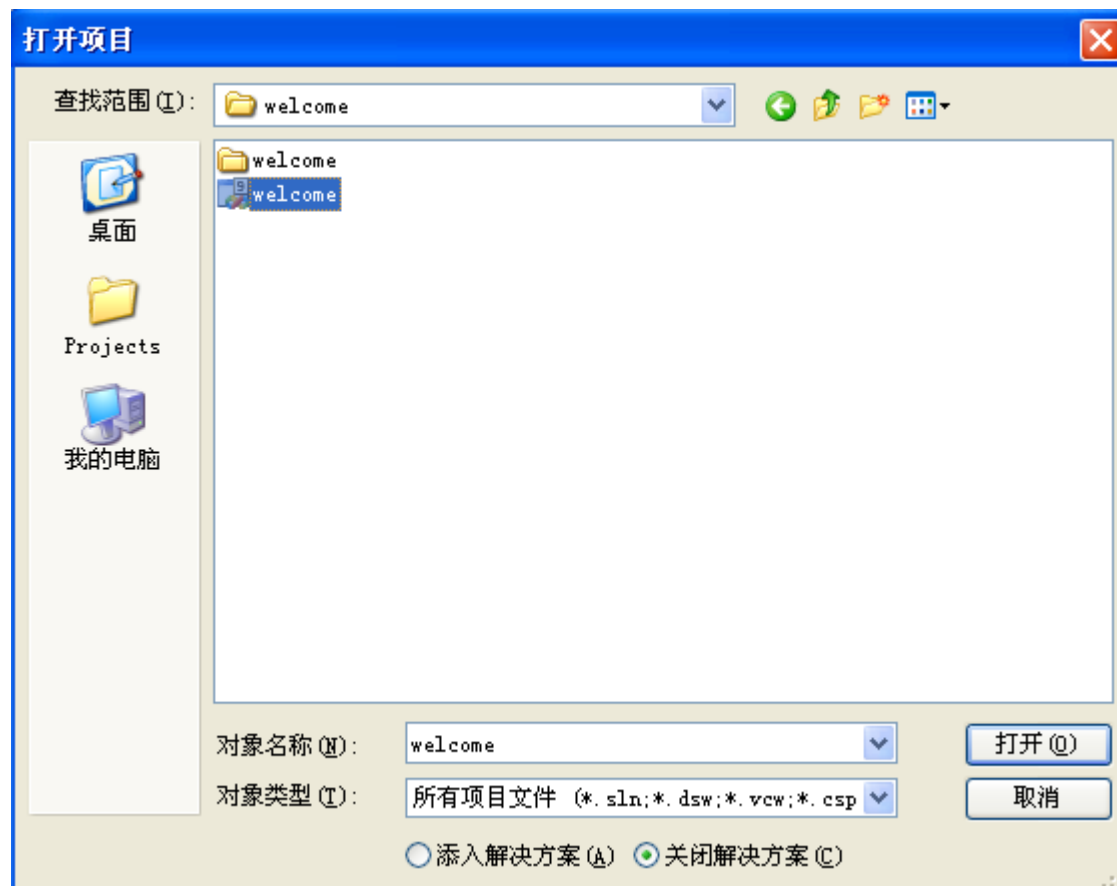 打开项目
查找范围(I):
welcome
welcome
welcome
桌面
Projects
我的电脑
对象名称(N):
welcome
打开(O)
对象类型(T):
所有项目文件 (*.sln;*.dsw;*.vcw;*.csp
取消
添入解决方案(A)
关闭解决方案(C)